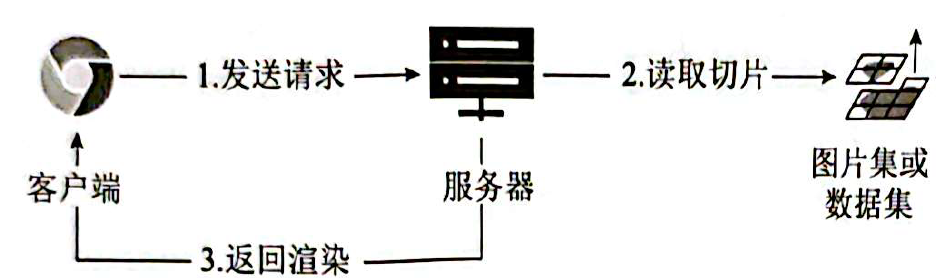 1.发送请求
2.读取切片
客户端
服务器
图片集或
数据集
3.返回渲染